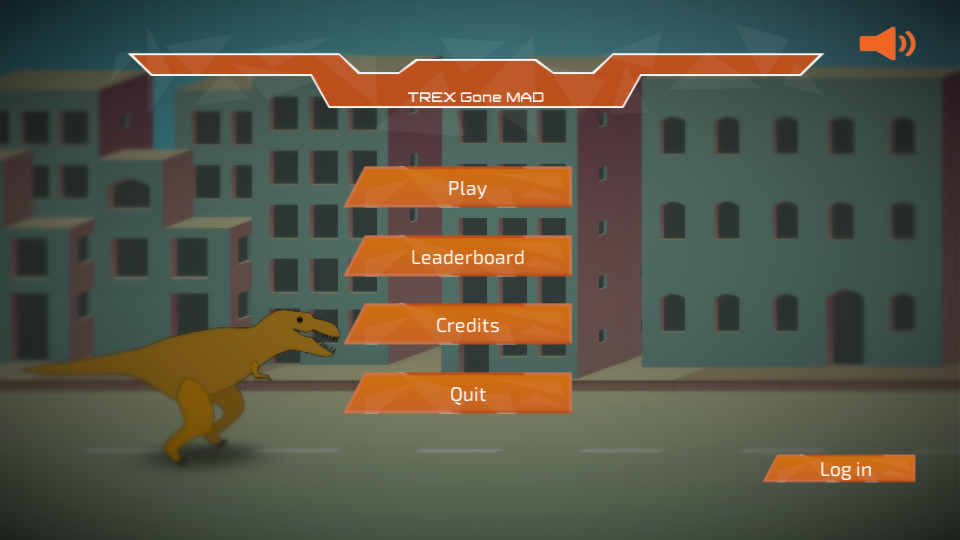 TREX Gone MAD
Play
Leaderboard
Credits
Quit
Log in